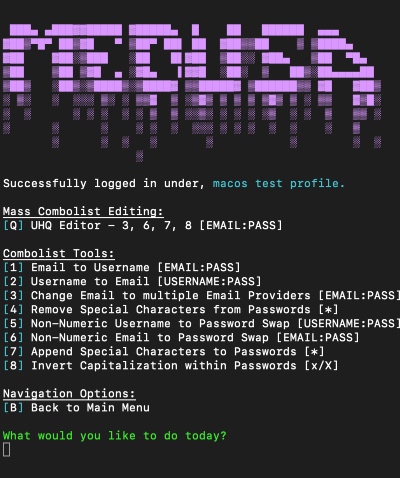 MEDUSA
Successfully logged in under, macos test profile.
Mass Combolist Editing:
[Q] UHQ Editor – 3, 6, 7, 8 [EMAIL:PASS]
Combolist Tools:
[1] Email to Username [EMAIL:PASS]
[2] Username to Email [USERNAME:PASS]
[3] Change Email to multiple Email Providers [EMAIL:PASS]
[4] Remove Special Characters from Passwords [*]
[5] Non-Numeric Username to Password Swap [USERNAME:PASS]
[6] Non-Numeric Email to Password Swap [EMAIL:PASS]
[7] Append Special Characters to Passwords [*]
[8] Invert Capitalization within Passwords [x/X]
Navigation Options:
[B] Back to Main Menu
What would you like to do today?